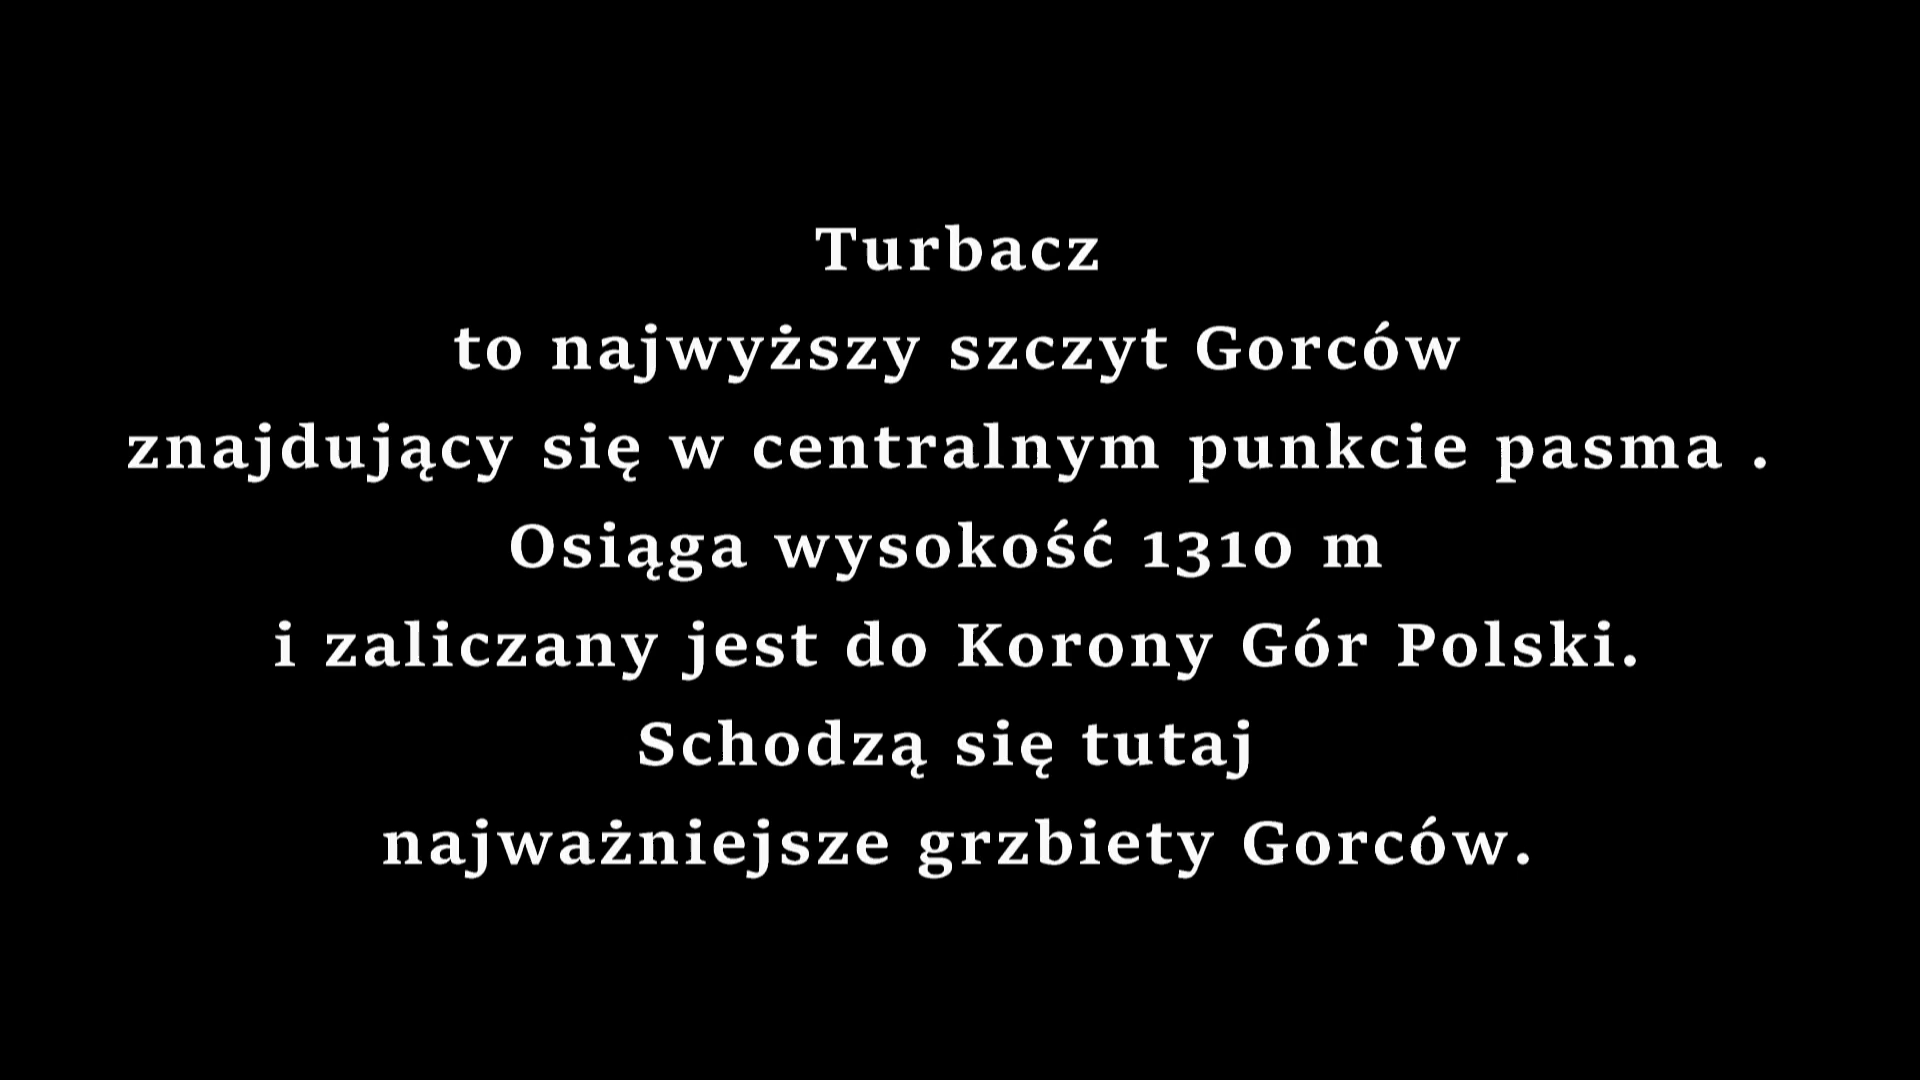 Turbacz
to najwyższy szczyt Gorców
znajdujący się w centralnym punkcie pasma .
Osiąga wysokość 1310 m
i zaliczany jest do Korony Gór Polski.
Schodzą się tutaj
najważniejsze grzbiety Gorców.